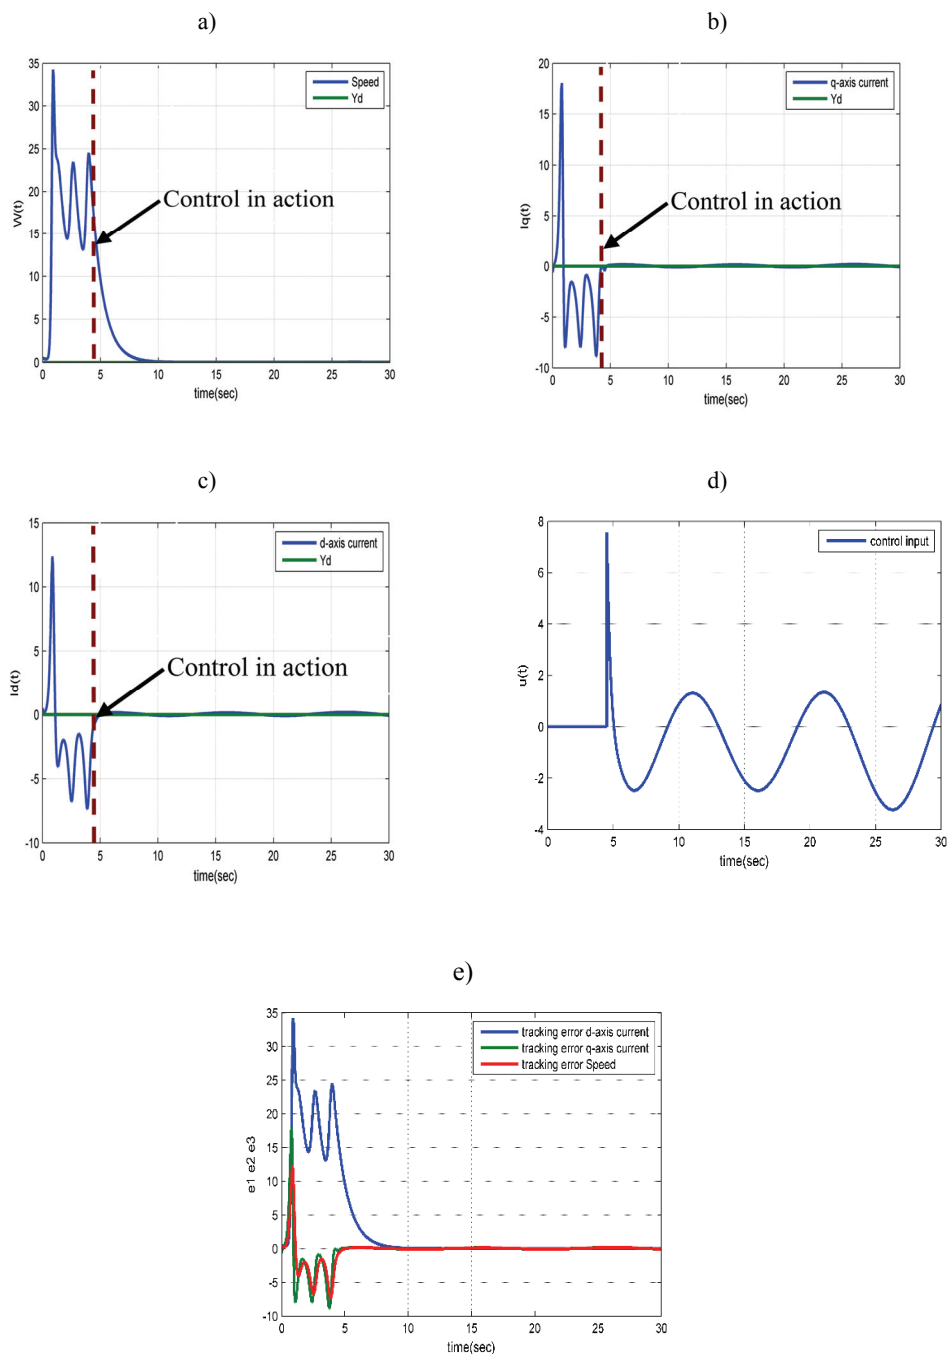 a)
35
30
25
20
15
10
5
0
W(t)
Speed
Yd
Control in action
0 5 10 15 20 25 30
time(sec)
b)
20
15
10
5
0
-5
-10
Iq(t)
q-axis current
Yd
Control in action
0 5 10 15 20 25 30
time(sec)
c)
15
10
5
0
-5
-10
Id(t)
d-axis current
Yd
Control in action
0 5 10 15 20 25 30
time(sec)
d)
8
6
4
2
0
-2
-4
u(t)
control input
0 5 10 15 20 25 30
time(sec)
e)
35
30
25
20
15
10
5
0
-5
-10
e1 e2 e3
tracking error d-axis current
tracking error q-axis current
tracking error Speed
0 5 10 15 20 25 30
time(sec)